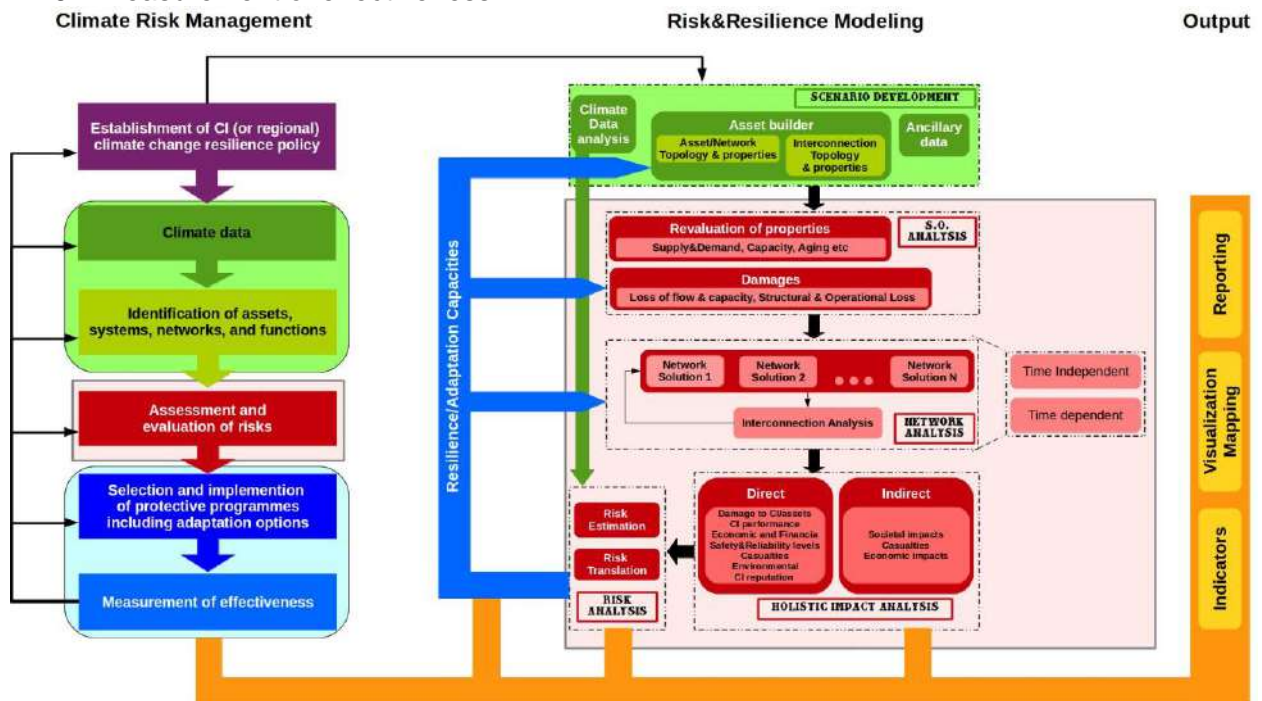 Climate Risk Management
Risk&Resilience Modeling
Output
Establishment of CI (or regional)
climate change resilience policy
Climate data
Identification of assets,
systems, networks, and functions
Assessment and
evaluation of risks
Selection and implemention
of protective programmes
including adaptation options
Measurement of effectiveness
Resilience/Adaptation Capacities
SCENARIO DEVELOPMENT
Climate
Data
analysis
Asset builder
Asset/Network
Topology & properties
Interconnection
Topology
& properties
Ancillary
data
Revaluation of properties
Supply&Demand, Capacity, Aging etc
S.O.
ANALYSIS
Damages
Loss of flow & capacity, Structural & Operational Loss
Network
Solution 1
Network
Solution 2
Network
Solution N
Interconnection Analysis
NETWORK
ANALYSIS
Time Independent
Time dependent
Risk
Estimation
Risk
Translation
RISK
ANALYSIS
Direct
Damage to CI/assets
CI performance
Economic and Financia
Safety&Reliability levels
Casualties
Environmental
CI reputation
Indirect
Societal impacts
Casualties
Economic impacts
HOLISTIC IMPACT ANALYSIS
Reporting
Visualization
Mapping
Indicators